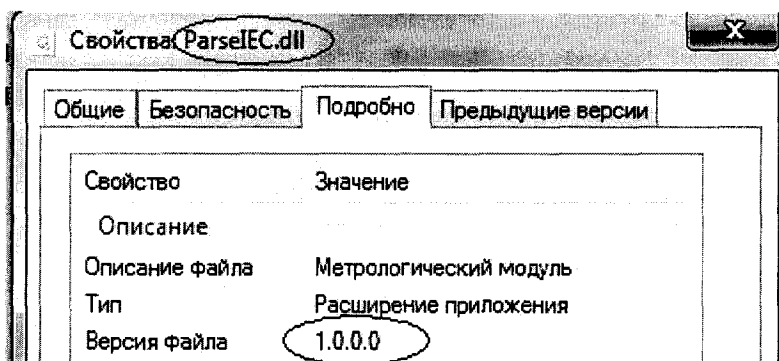 Свойства: ParseIEC.dll
X
Общие Безопасность Подробно Предыдущие версии
Свойство Значение
Описание
Описание файла Метрологический модуль
Тип Расширение приложения
Версия файла 1.0.0.0